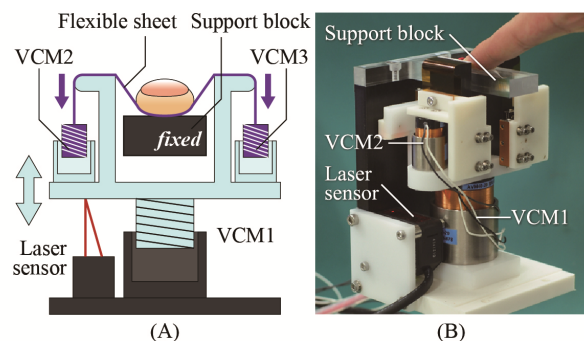 Flexible sheet
Support block
VCM2
VCM3
fixed
Laser
sensor
VCM1
(A)
Support block
VCM2
Laser
sensor
VCM1
(B)